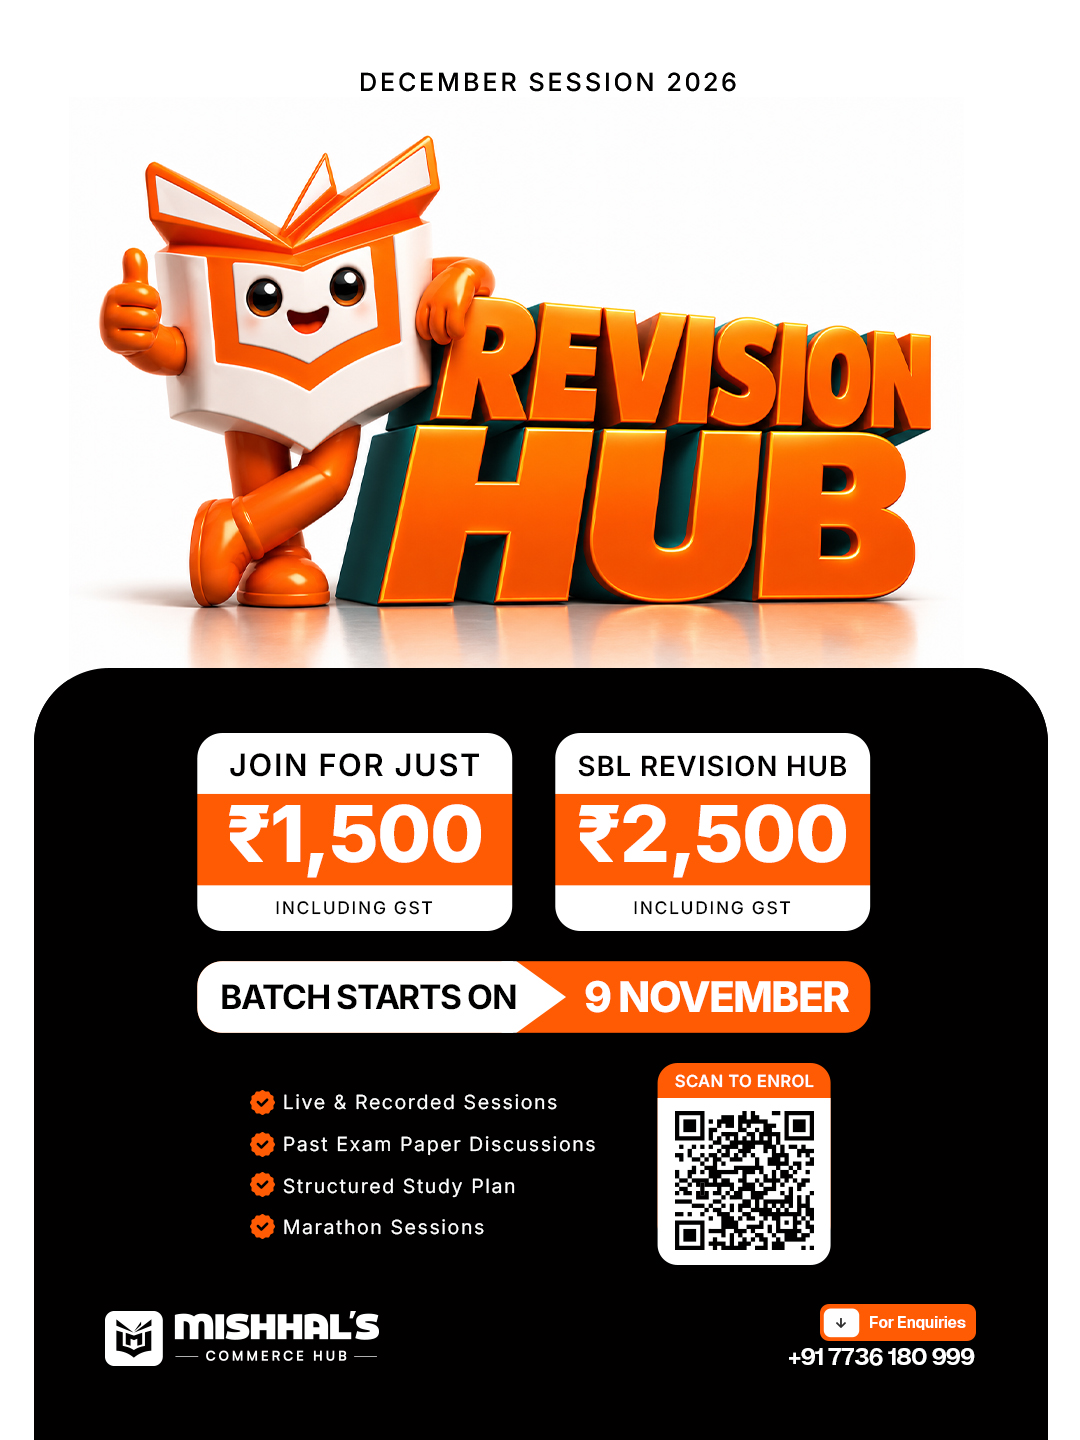 DECEMBER SESSION 2026
REVISION
HUB
JOIN FOR JUST
₹1,500
INCLUDING GST
SBL REVISION HUB
₹2,500
INCLUDING GST
BATCH STARTS ON
9 NOVEMBER
Live & Recorded Sessions
Past Exam Paper Discussions
Structured Study Plan
Marathon Sessions
SCAN TO ENROL
MISHHAL'S
COMMERCE HUB
For Enquiries
+91 7736 180 999